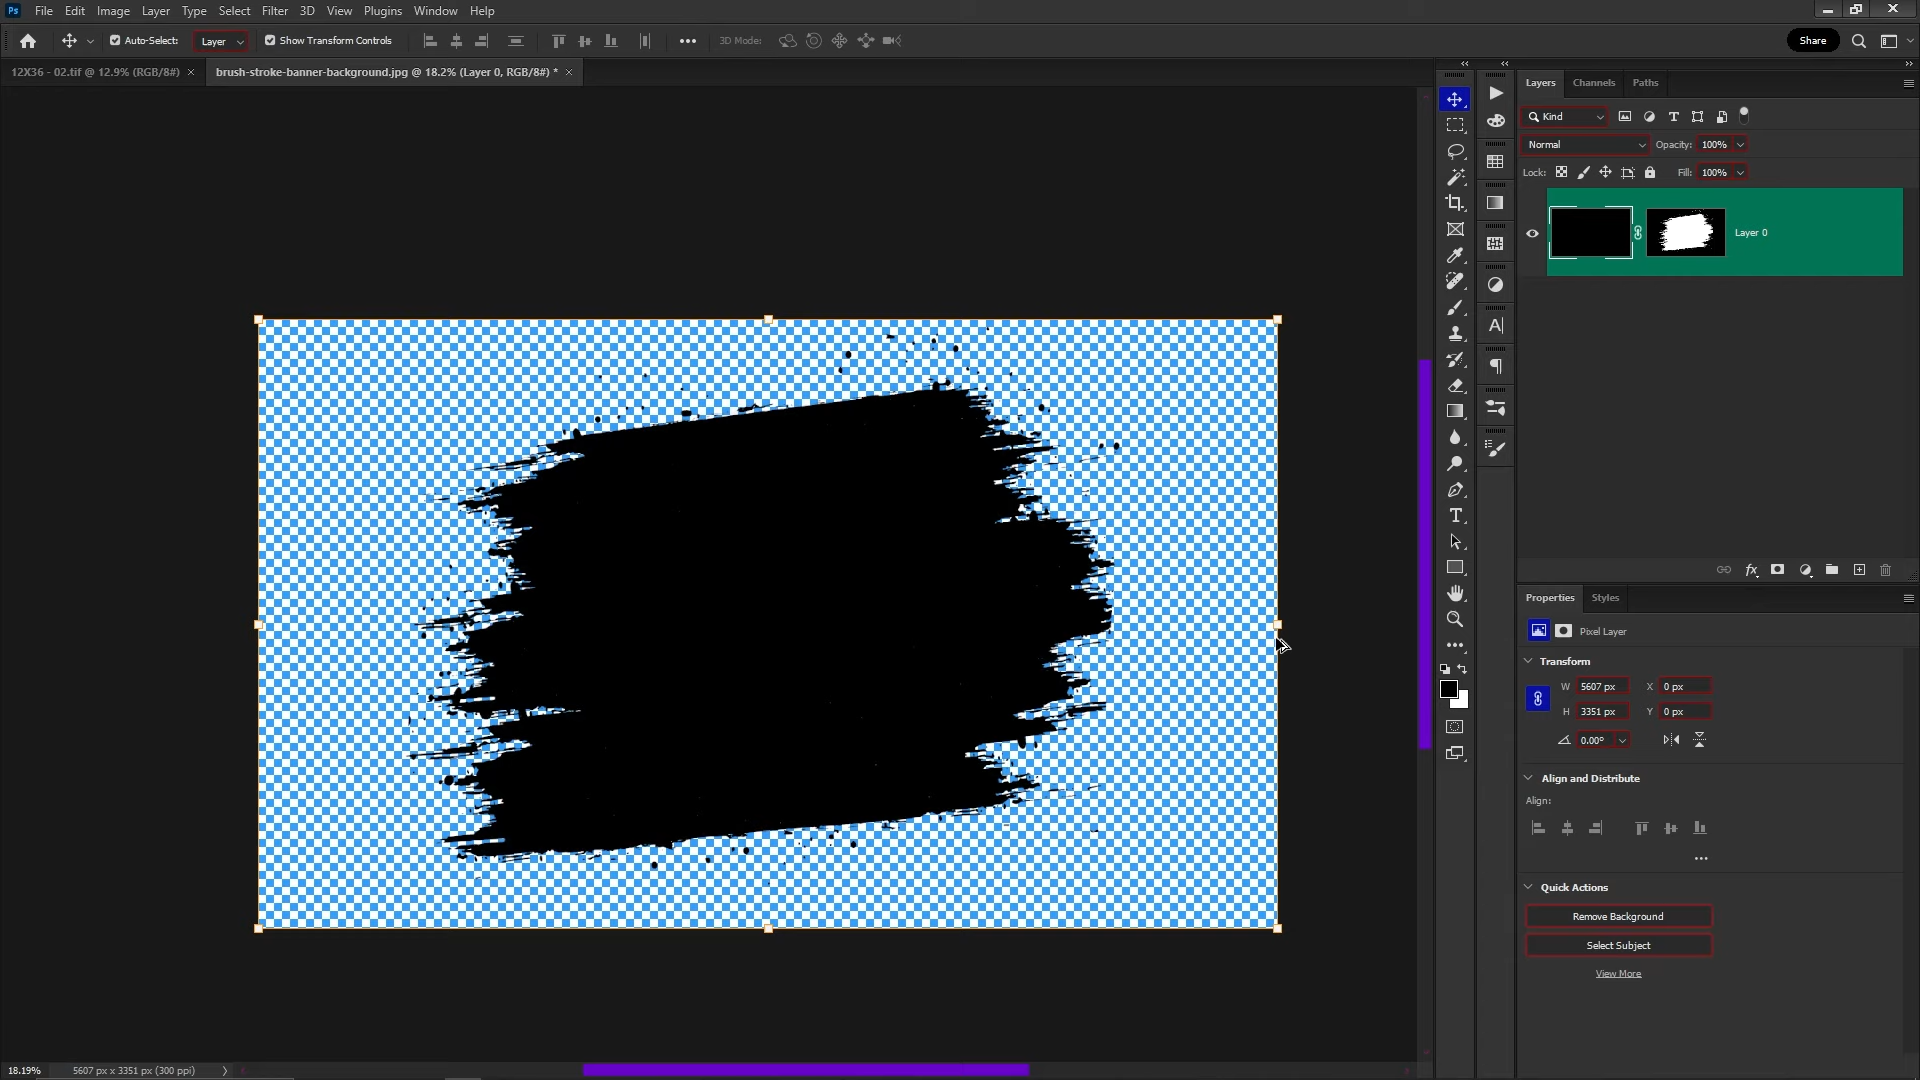 Ps File Edit Image Layer Type Select Filter 3D View Plugins Window Help
Auto-Select: Layer Show Transform Controls 3D Mode: Share
12X36 - 02.tif @ 12.9% (RGB/8#) × brush-stroke-banner-background.jpg @ 18.2% (Layer 0, RGB/8#) * ×
Layers Channels Paths
Kind
Normal Opacity: 100%
Lock: Fill: 100%
Layer 0
Properties Styles
Pixel Layer
Transform
W 5607 px X 0 px
H 3351 px Y 0 px
0.00°
Align and Distribute
Align:
Quick Actions
Remove Background
Select Subject
View More
18.19% 5607 px x 3351 px (300 ppi)